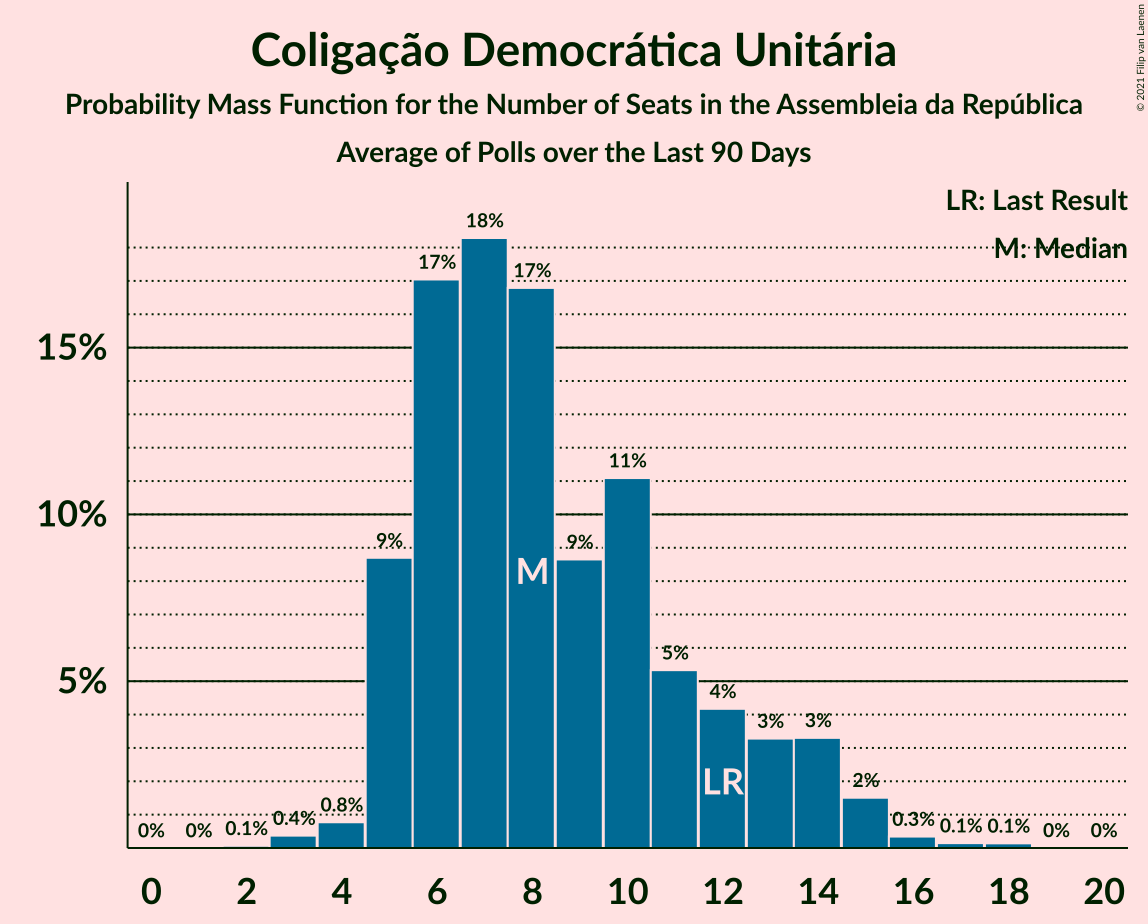 Coligação Democrática Unitária
Probability Mass Function for the Number of Seats in the Assembleia da República
Average of Polls over the Last 90 Days
© 2021 Filip van Laenen
LR: Last Result
M: Median
15%
10%
5%
0%
0%
0.1%
0.4%
0.8%
9%
17%
18%
17%
9%
11%
5%
4%
3%
3%
2%
0.3%
0.1%
0.1%
0%
0%
M
LR
0 2 4 6 8 10 12 14 16 18 20